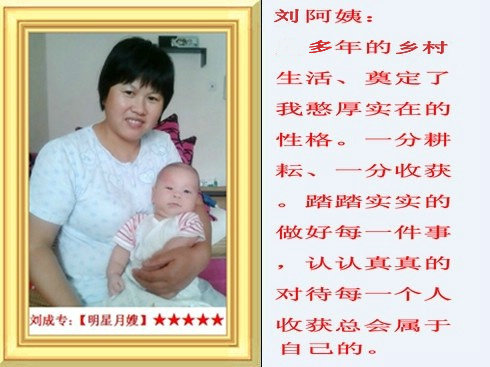 刘阿姨：
多年的乡村
生活、奠定了
我憨厚实在的
性格。一分耕
耘、一分收获
。踏踏实实的
做好每一件事
，认认真真的
对待每一个人
收获总会属于
自己的。
刘成专：【明星月嫂】★★★★★